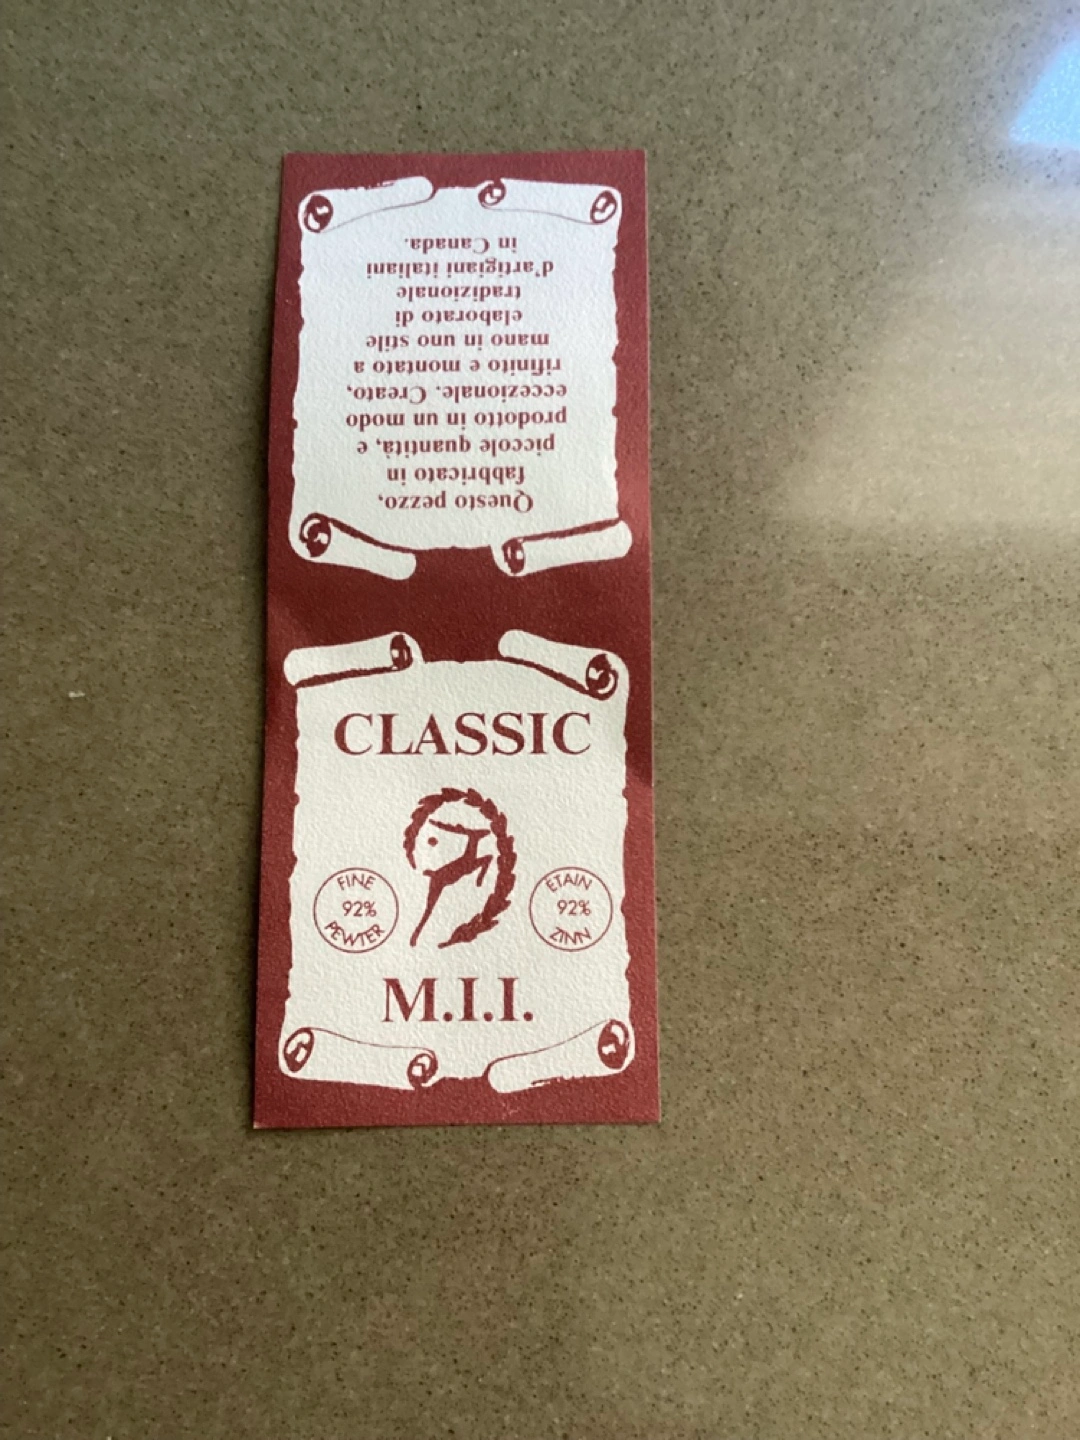 Questo pezzo,
fabbricato in
piccole quantità, e
prodotto in un modo
eccezionale. Creato,
rifinito e montato a
mano in uno stile
elaborato di
tradizionale
d'artigiani italiani
in Canada.
CLASSIC
FINE
92%
PEWTER
ETAIN
92%
ZINN
M.I.I.